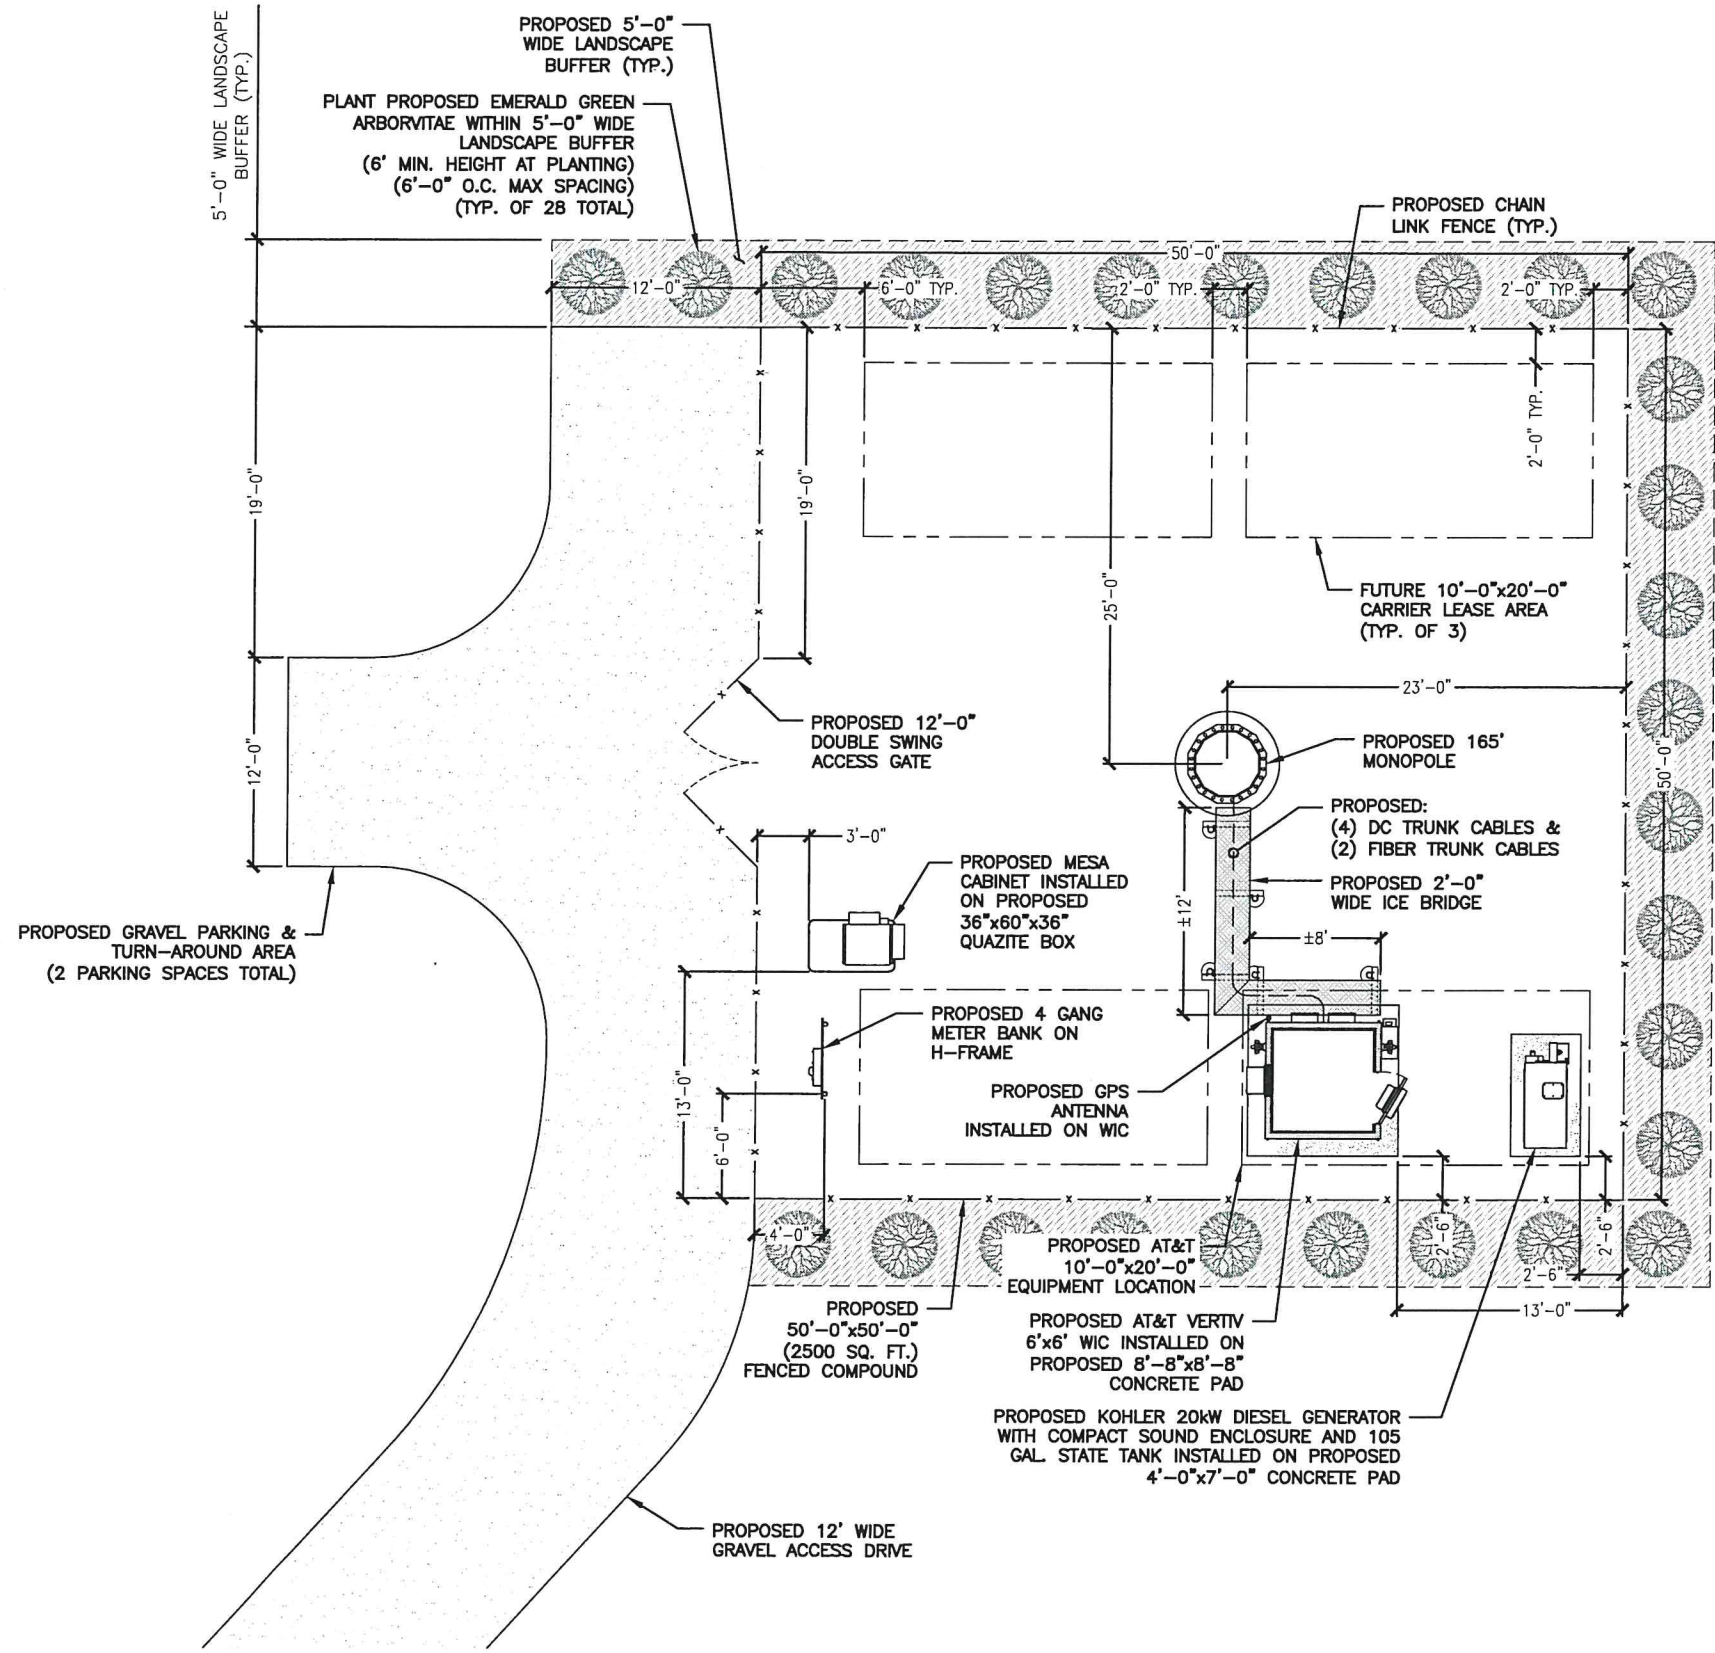 5'-0" WIDE LANDSCAPE
BUFFER (TYP.)
PROPOSED 5'-0"
WIDE LANDSCAPE
BUFFER (TYP.)
PLANT PROPOSED EMERALD GREEN
ARBORVITAE WITHIN 5'-0" WIDE
LANDSCAPE BUFFER
(6' MIN. HEIGHT AT PLANTING)
(6'-0" O.C. MAX SPACING)
(TYP. OF 28 TOTAL)
PROPOSED CHAIN
LINK FENCE (TYP.)
50'-0"
12'-0"
6'-0" TYP.
2'-0" TYP.
2'-0" TYP.
2'-0" TYP.
19'-0"
19'-0"
25'-0"
FUTURE 10'-0"x20'-0"
CARRIER LEASE AREA
(TYP. OF 3)
23'-0"
12'-0"
PROPOSED 12'-0"
DOUBLE SWING
ACCESS GATE
PROPOSED 165'
MONOPOLE
50'-0"
PROPOSED:
(4) DC TRUNK CABLES &
(2) FIBER TRUNK CABLES
3'-0"
PROPOSED MESA
CABINET INSTALLED
ON PROPOSED
36"x60"x36"
QUAZITE BOX
PROPOSED 2'-0"
WIDE ICE BRIDGE
±12'
±8'
PROPOSED GRAVEL PARKING &
TURN-AROUND AREA
(2 PARKING SPACES TOTAL)
PROPOSED 4 GANG
METER BANK ON
H-FRAME
13'-0"
6'-0"
PROPOSED GPS
ANTENNA
INSTALLED ON WIC
4'-0"
2'-6"
2'-6"
2'-6"
13'-0"
PROPOSED AT&T
10'-0"x20'-0"
EQUIPMENT LOCATION
PROPOSED
50'-0"x50'-0"
(2500 SQ. FT.)
FENCED COMPOUND
PROPOSED AT&T VERTIV
6'x6' WIC INSTALLED ON
PROPOSED 8'-8"x8'-8"
CONCRETE PAD
PROPOSED KOHLER 20kW DIESEL GENERATOR
WITH COMPACT SOUND ENCLOSURE AND 105
GAL. STATE TANK INSTALLED ON PROPOSED
4'-0"x7'-0" CONCRETE PAD
PROPOSED 12' WIDE
GRAVEL ACCESS DRIVE